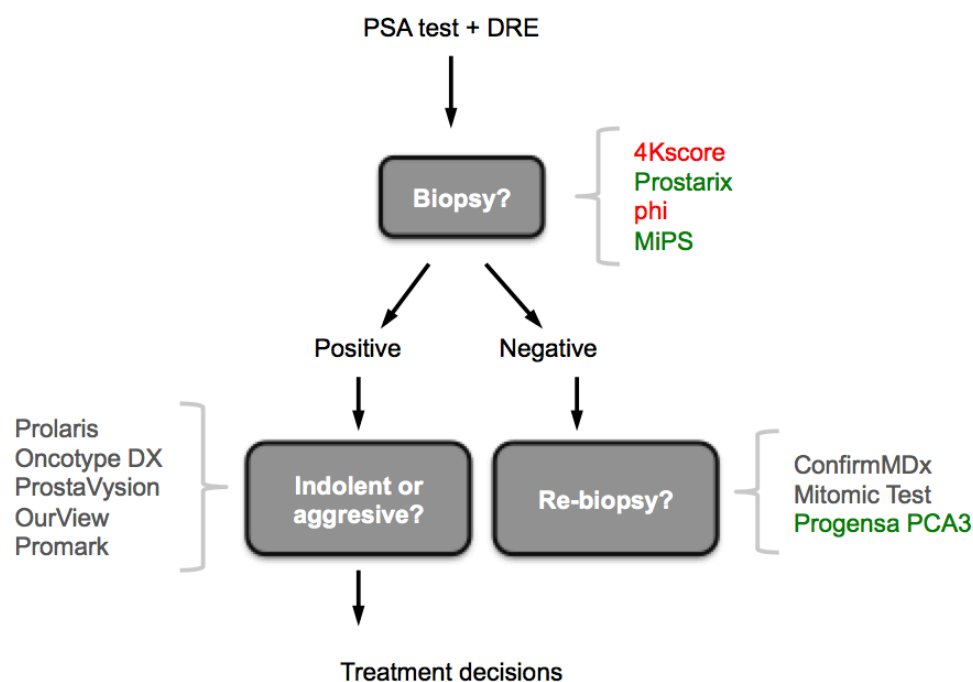 PSA test + DRE
Biopsy?
4Kscore
Prostarix
phi
MiPS
Positive
Negative
Prolaris
Oncotype DX
ProstaVysion
OurView
Promark
Indolent or
aggresive?
Re-biopsy?
ConfirmMDx
Mitomic Test
Progensa PCA3
Treatment decisions